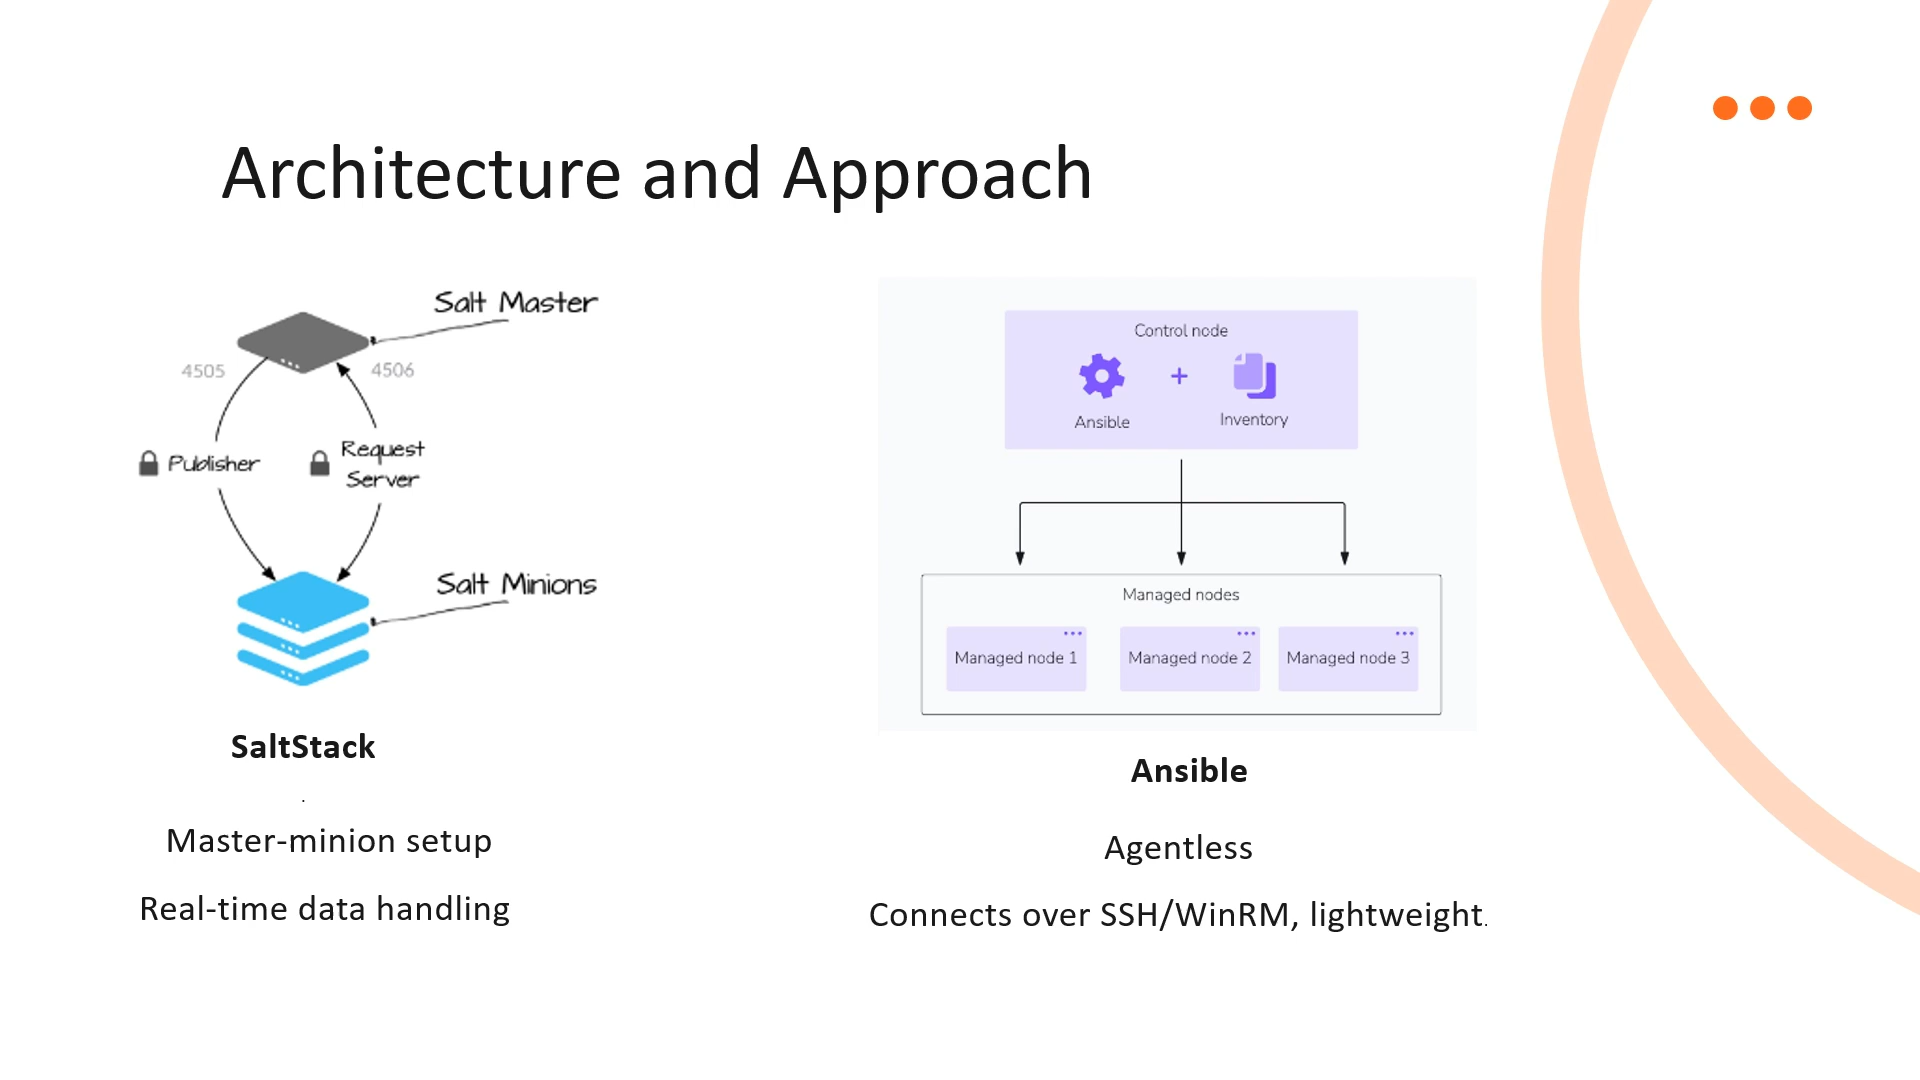 Architecture and Approach
Salt Master
4505
4506
Publisher
Request
Server
Salt Minions
SaltStack
.
Master-minion setup
Real-time data handling
Control node
+
Ansible
Inventory
Managed nodes
Managed node 1
Managed node 2
Managed node 3
Ansible
Agentless
Connects over SSH/WinRM, lightweight.